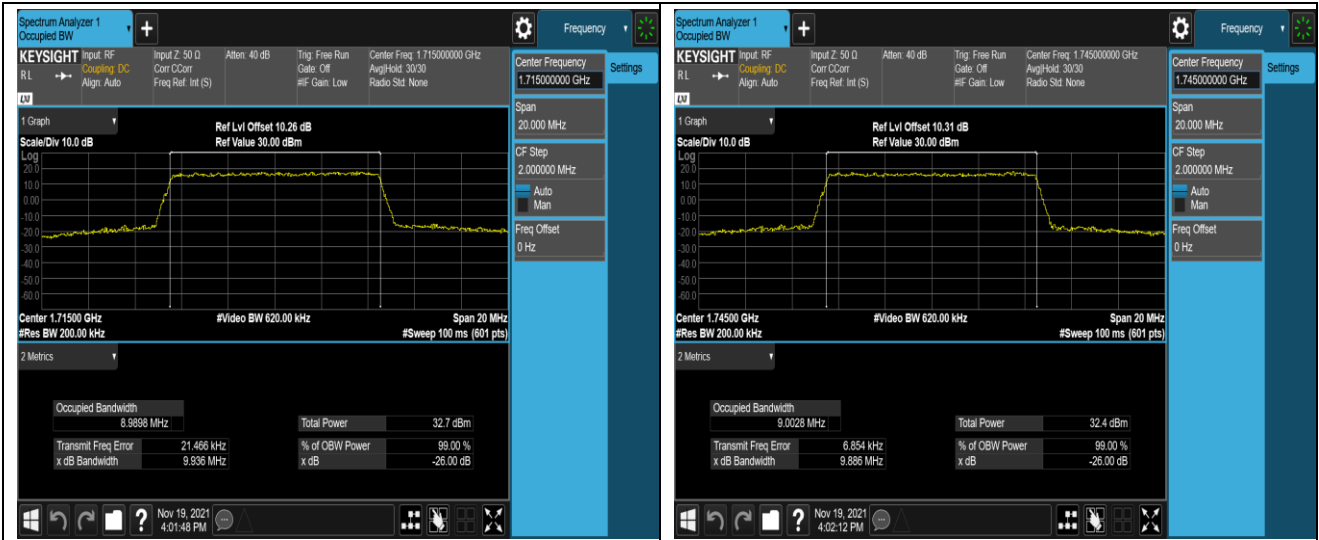 Spectrum Analyzer 1
Occupied BW
+
Frequency
KEYSIGHT Input: RF Input Z: 50 Ω Atten: 40 dB Trig: Free Run Center Freq: 1.715000000 GHz
Coupling: DC Corr CCorr Gate: Off Avg|Hold: 30/30
R L Align: Auto Freq Ref: Int (S) #IF Gain: Low Radio Std: None
LXI
Center Frequency
1.715000000 GHz
Settings
Span
20.000 MHz
CF Step
2.000000 MHz
Auto
Man
Freq Offset
0 Hz
1 Graph
Ref Lvl Offset 10.26 dB
Scale/Div 10.0 dB Ref Value 30.00 dBm
Log
20.0
10.0
0.00
-10.0
-20.0
-30.0
-40.0
-50.0
-60.0
Center 1.71500 GHz #Video BW 620.00 kHz Span 20 MHz
#Res BW 200.00 kHz #Sweep 100 ms (601 pts)
2 Metrics
Occupied Bandwidth
8.9898 MHz Total Power 32.7 dBm
Transmit Freq Error 21.466 kHz % of OBW Power 99.00 %
x dB Bandwidth 9.936 MHz x dB -26.00 dB
? Nov 19, 2021
4:01:48 PM
Spectrum Analyzer 1
Occupied BW
+
Frequency
KEYSIGHT Input: RF Input Z: 50 Ω Atten: 40 dB Trig: Free Run Center Freq: 1.745000000 GHz
Coupling: DC Corr CCorr Gate: Off Avg|Hold: 30/30
R L Align: Auto Freq Ref: Int (S) #IF Gain: Low Radio Std: None
LXI
Center Frequency
1.745000000 GHz
Settings
Span
20.000 MHz
CF Step
2.000000 MHz
Auto
Man
Freq Offset
0 Hz
1 Graph
Ref Lvl Offset 10.31 dB
Scale/Div 10.0 dB Ref Value 30.00 dBm
Log
20.0
10.0
0.00
-10.0
-20.0
-30.0
-40.0
-50.0
-60.0
Center 1.74500 GHz #Video BW 620.00 kHz Span 20 MHz
#Res BW 200.00 kHz #Sweep 100 ms (601 pts)
2 Metrics
Occupied Bandwidth
9.0028 MHz Total Power 32.4 dBm
Transmit Freq Error 6.854 kHz % of OBW Power 99.00 %
x dB Bandwidth 9.886 MHz x dB -26.00 dB
? Nov 19, 2021
4:02:12 PM